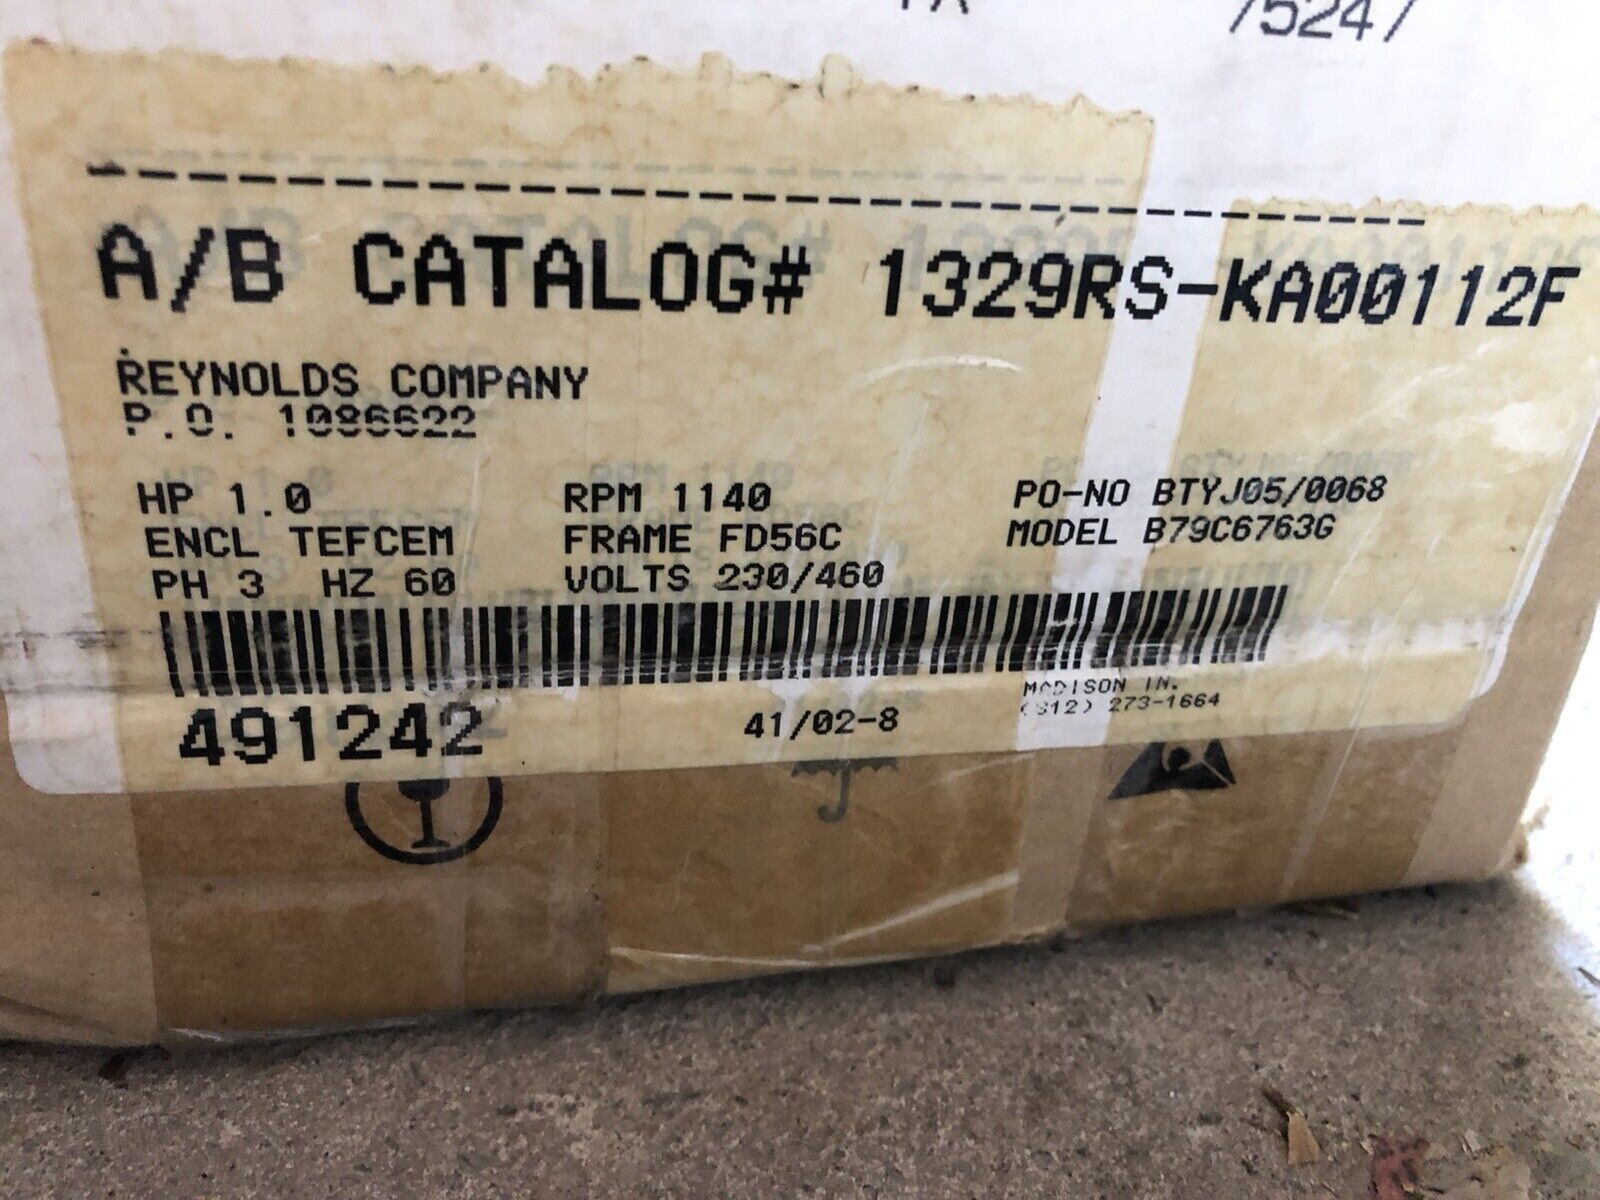 75247
A/B CATALOG# 1329RS-KA00112F
REYNOLDS COMPANY
P.O. 1086622
HP 1.0 RPM 1140 PO-NO BTYJ05/0068
ENCL TEFCEM FRAME FD56C MODEL B79C6763G
PH 3 HZ 60 VOLTS 230/460
491242 41/02-8 MADISON IN.
(812) 273-1664